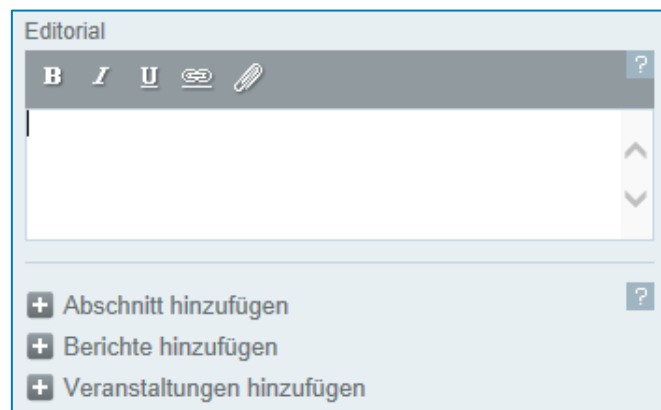 Editorial
B I U ?
?
Abschnitt hinzufügen
Berichte hinzufügen
Veranstaltungen hinzufügen